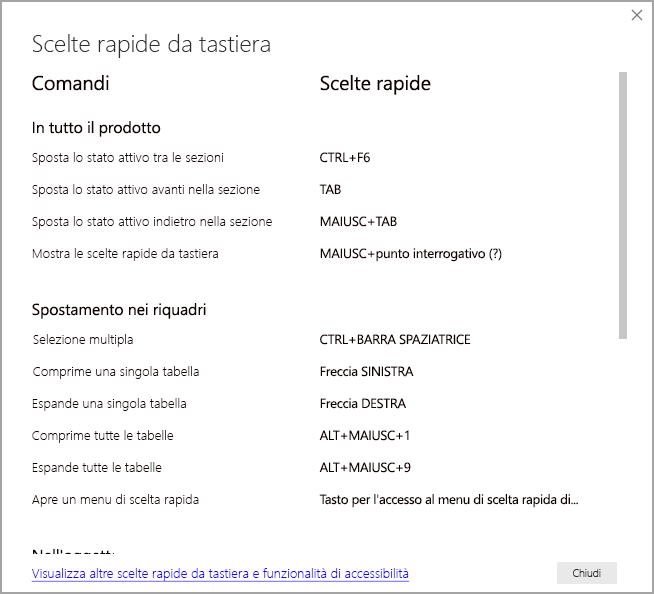 Scelte rapide da tastiera
Comandi Scelte rapide
In tutto il prodotto
Sposta lo stato attivo tra le sezioni CTRL+F6
Sposta lo stato attivo avanti nella sezione TAB
Sposta lo stato attivo indietro nella sezione MAIUSC+TAB
Mostra le scelte rapide da tastiera MAIUSC+punto interrogativo (?)
Spostamento nei riquadri
Selezione multipla CTRL+BARRA SPAZIATRICE
Comprime una singola tabella Freccia SINISTRA
Espande una singola tabella Freccia DESTRA
Comprime tutte le tabelle ALT+MAIUSC+1
Espande tutte le tabelle ALT+MAIUSC+9
Apre un menu di scelta rapida Tasto per l'accesso al menu di scelta rapida di...
Visualizza altre scelte rapide da tastiera e funzionalità di accessibilità Chiudi